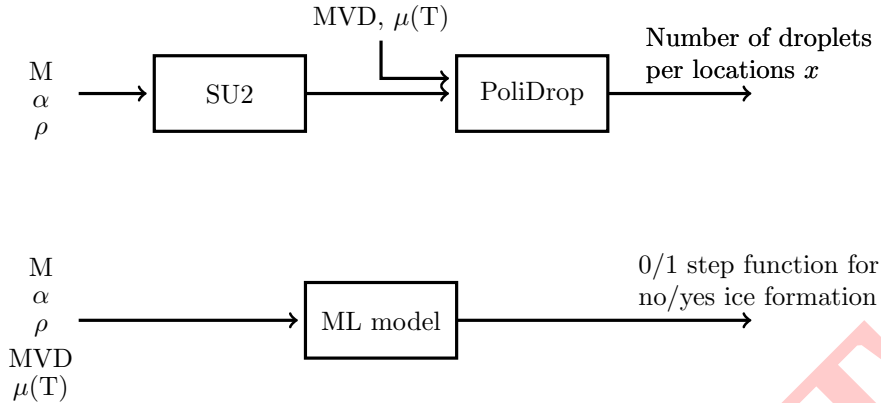 MVD, μ(T)
Number of droplets
per locations x
M
α
ρ
SU2
PoliDrop
0/1 step function for
no/yes ice formation
M
α
ρ
MVD
μ(T)
ML model
T